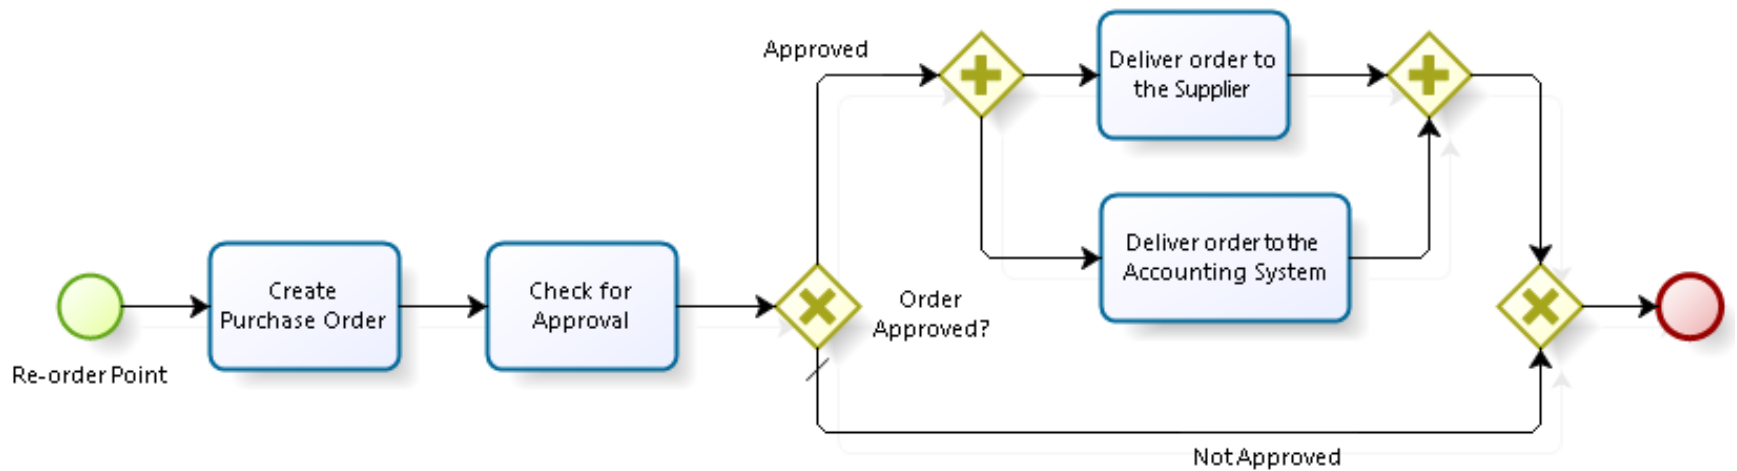 Re-order Point
Create
Purchase Order
Check for
Approval
Order
Approved?
Approved
Deliver order to
the Supplier
Deliver order to the
Accounting System
Not Approved